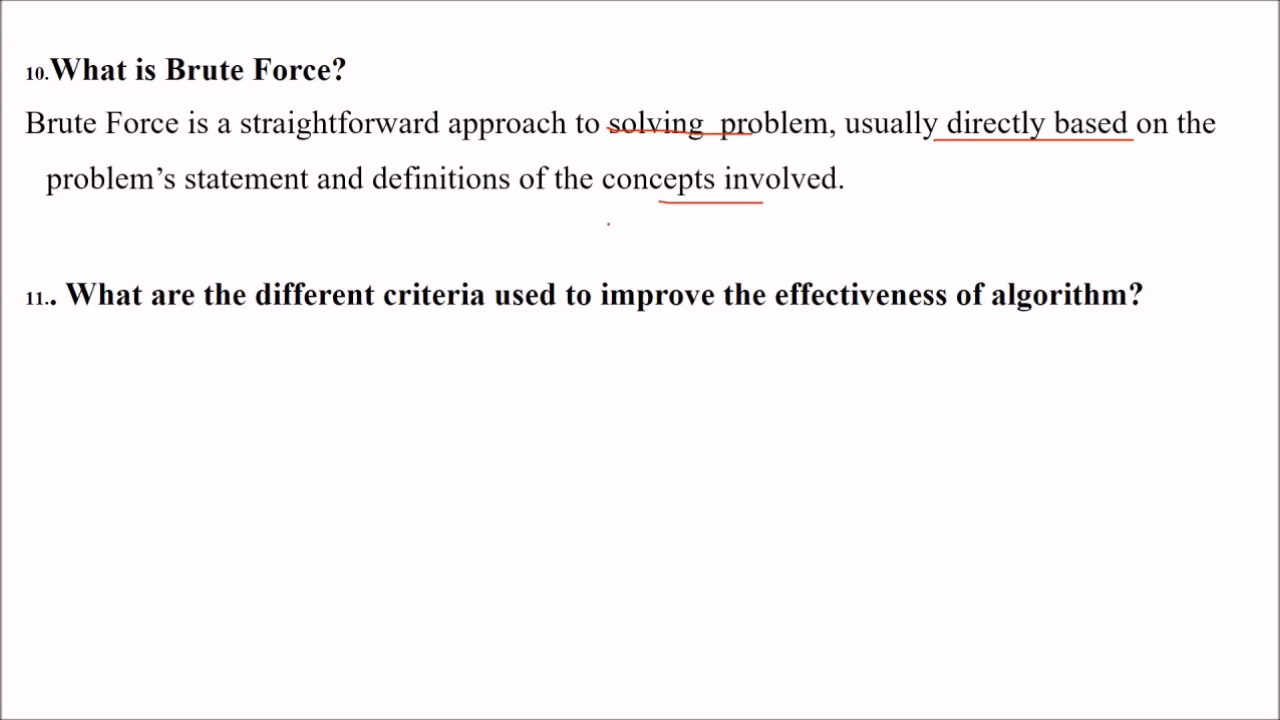 10.What is Brute Force?
Brute Force is a straightforward approach to solving problem, usually directly based on the
problem’s statement and definitions of the concepts involved.
11.. What are the different criteria used to improve the effectiveness of algorithm?